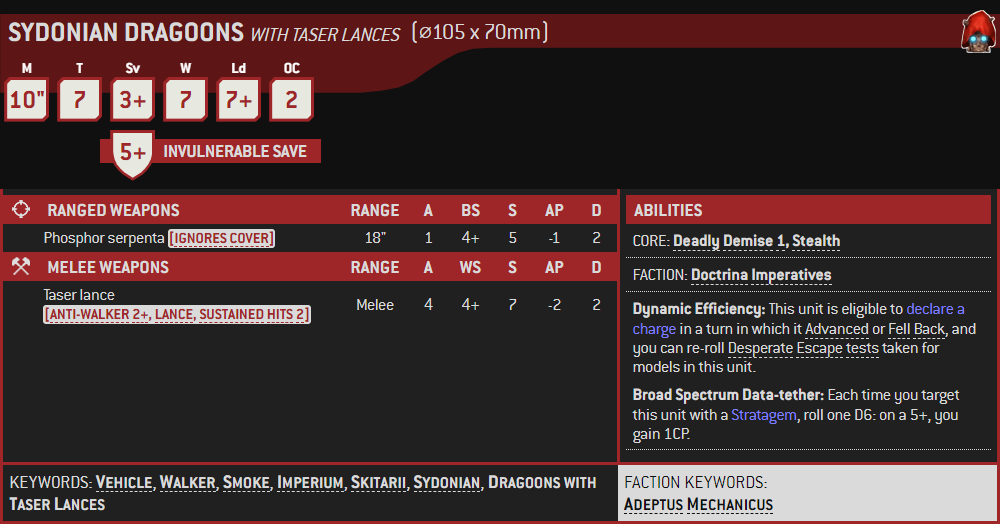 SYDONIAN DRAGOONS WITH TASER LANCES (⌀105 x 70mm)
M T Sv W Ld OC
10" 7 3+ 7 7+ 2
5+ INVULNERABLE SAVE
RANGED WEAPONS RANGE A BS S AP D
Phosphor serpenta [IGNORES COVER] 18" 1 4+ 5 -1 2
MELEE WEAPONS RANGE A WS S AP D
Taser lance
[ANTI-WALKER 2+, LANCE, SUSTAINED HITS 2] Melee 4 4+ 7 -2 2
ABILITIES
CORE: Deadly Demise 1, Stealth
FACTION: Doctrina Imperatives
Dynamic Efficiency: This unit is eligible to declare a
charge in a turn in which it Advanced or Fell Back, and
you can re-roll Desperate Escape tests taken for
models in this unit.
Broad Spectrum Data-tether: Each time you target
this unit with a Stratagem, roll one D6: on a 5+, you
gain 1CP.
KEYWORDS: VEHICLE, WALKER, SMOKE, IMPERIUM, SKITARII, SYDONIAN, DRAGOONS WITH
TASER LANCES
FACTION KEYWORDS:
ADEPTUS MECHANICUS